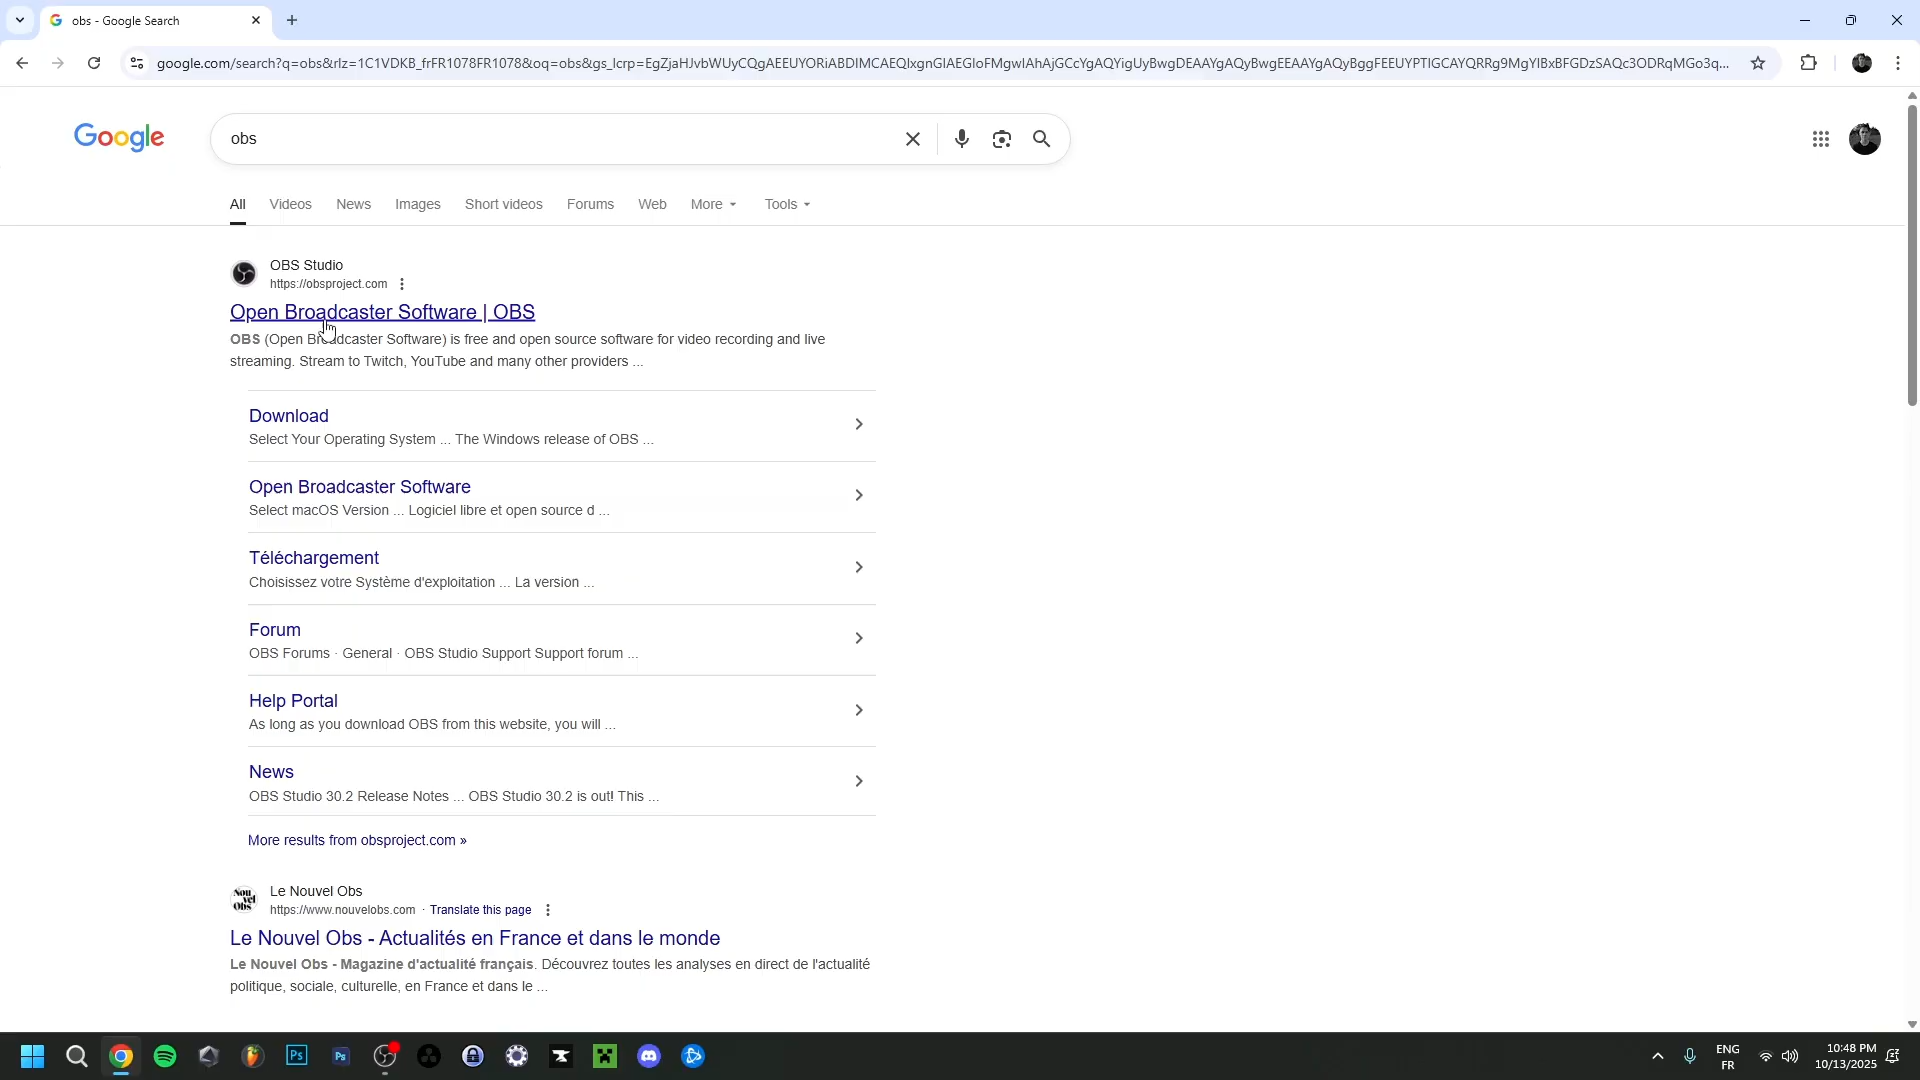 obs - Google Search
google.com/search?q=obs&rlz=1C1VDKB_frFR1078FR1078&oq=obs&gs_lcrp=
Google
obs
All Videos News Images Short videos Forums Web More Tools
OBS Studio
https://obsproject.com
Open Broadcaster Software | OBS
OBS (Open Broadcaster Software) is free and open source software for video recording and live
streaming. Stream to Twitch, YouTube and many other providers ...
Download
Select Your Operating System ... The Windows release of OBS ...
Open Broadcaster Software
Select macOS Version ... Logiciel libre et open source d ...
Téléchargement
Choisissez votre Système d'exploitation ... La version ...
Forum
OBS Forums · General · OBS Studio Support Support forum ...
Help Portal
As long as you download OBS from this website, you will ...
News
OBS Studio 30.2 Release Notes ... OBS Studio 30.2 is out! This ...
More results from obsproject.com »
Nou
vel
Obs
Le Nouvel Obs
https://www.nouvelobs.com · Translate this page
Le Nouvel Obs - Actualités en France et dans le monde
Le Nouvel Obs - Magazine d'actualité français. Découvrez toutes les analyses en direct de l'actualité
politique, sociale, culturelle, en France et dans le ...
Ps
Ps
ENG
FR
10:48 PM
10/13/2025